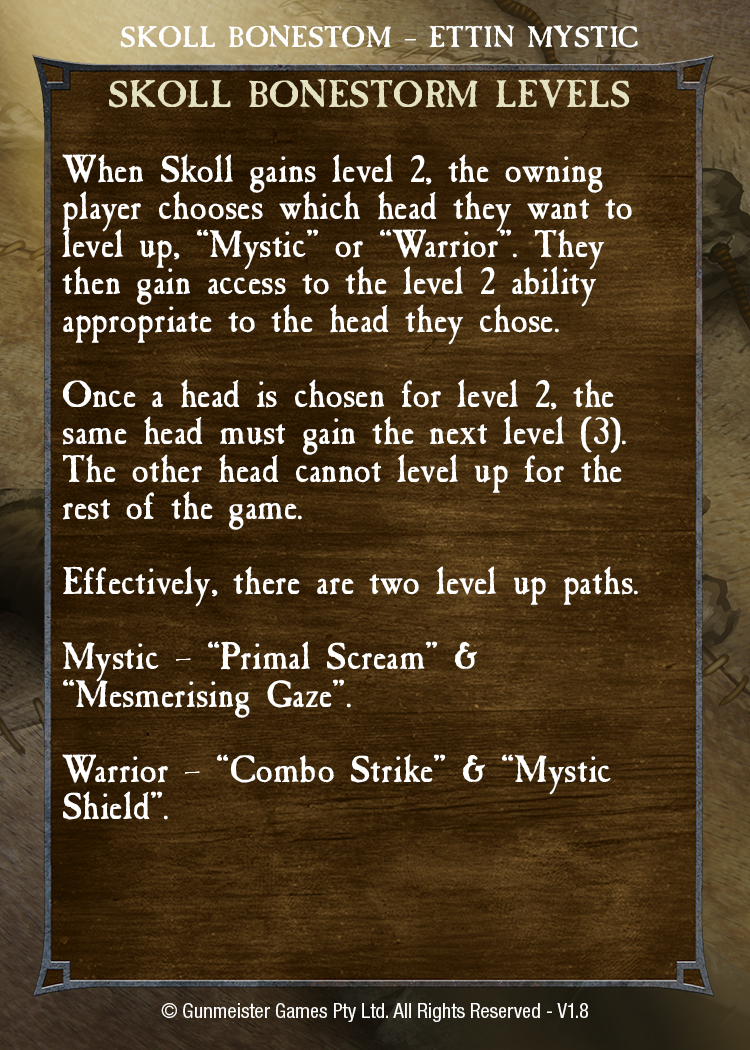 SKOLL BONESTOM – ETTIN MYSTIC
SKOLL BONESTORM LEVELS
When Skoll gains level 2, the owning
player chooses which head they want to
level up, “Mystic” or “Warrior”. They
then gain access to the level 2 ability
appropriate to the head they chose.
Once a head is chosen for level 2, the
same head must gain the next level (3).
The other head cannot level up for the
rest of the game.
Effectively, there are two level up paths.
Mystic – “Primal Scream” &
“Mesmerising Gaze”.
Warrior – “Combo Strike” & “Mystic
Shield”.
© Gunmeister Games Pty Ltd. All Rights Reserved - V1.8